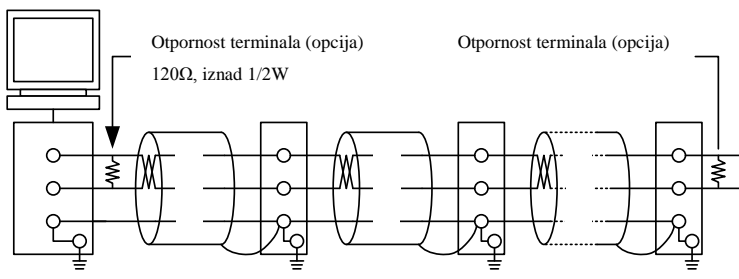 Otpornost terminala (opcija)
120Ω, iznad 1/2W
Otpornost terminala (opcija)